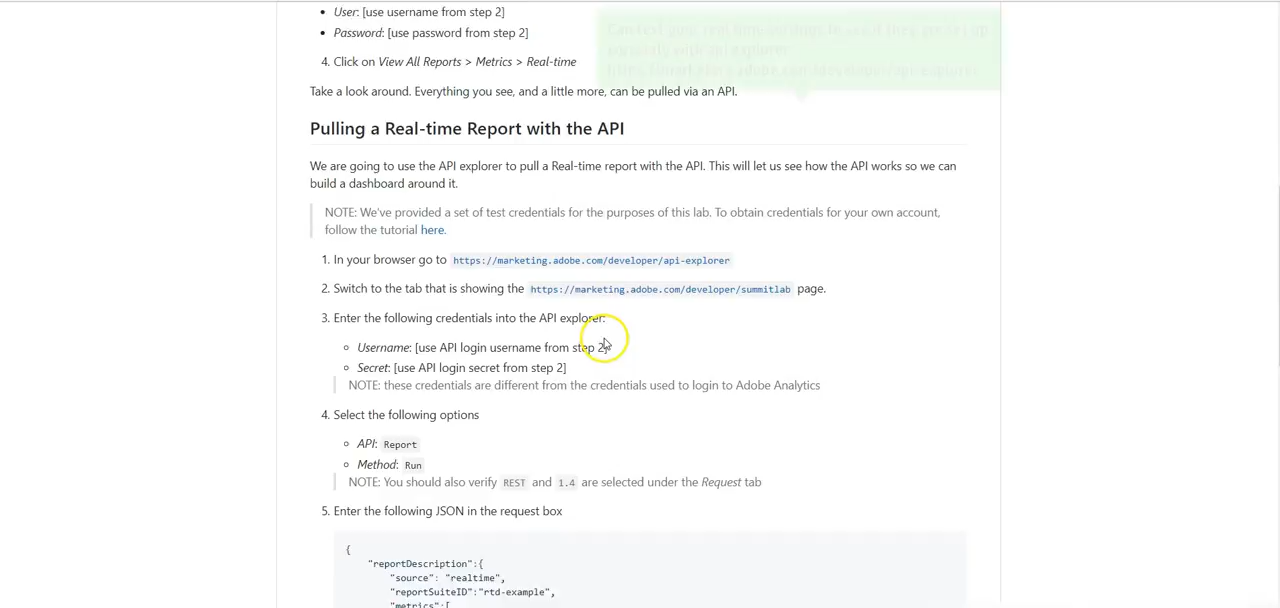 User: [use username from step 2]
Password: [use password from step 2]
4. Click on View All Reports > Metrics > Real-time
Take a look around. Everything you see, and a little more, can be pulled via an API.
Pulling a Real-time Report with the API
We are going to use the API explorer to pull a Real-time report with the API. This will let us see how the API works so we can
build a dashboard around it.
NOTE: We've provided a set of test credentials for the purposes of this lab. To obtain credentials for your own account,
follow the tutorial here.
1. In your browser go to https://marketing.adobe.com/developer/api-explorer
2. Switch to the tab that is showing the https://marketing.adobe.com/developer/summitlab page.
3. Enter the following credentials into the API explorer:
Username: [use API login username from step 2]
Secret: [use API login secret from step 2]
NOTE: these credentials are different from the credentials used to login to Adobe Analytics
4. Select the following options
API: Report
Method: Run
NOTE: You should also verify REST and 1.4 are selected under the Request tab
5. Enter the following JSON in the request box
{
"reportDescription":{
"source": "realtime",
"reportSuiteID":"rtd-example",
"metrics":[